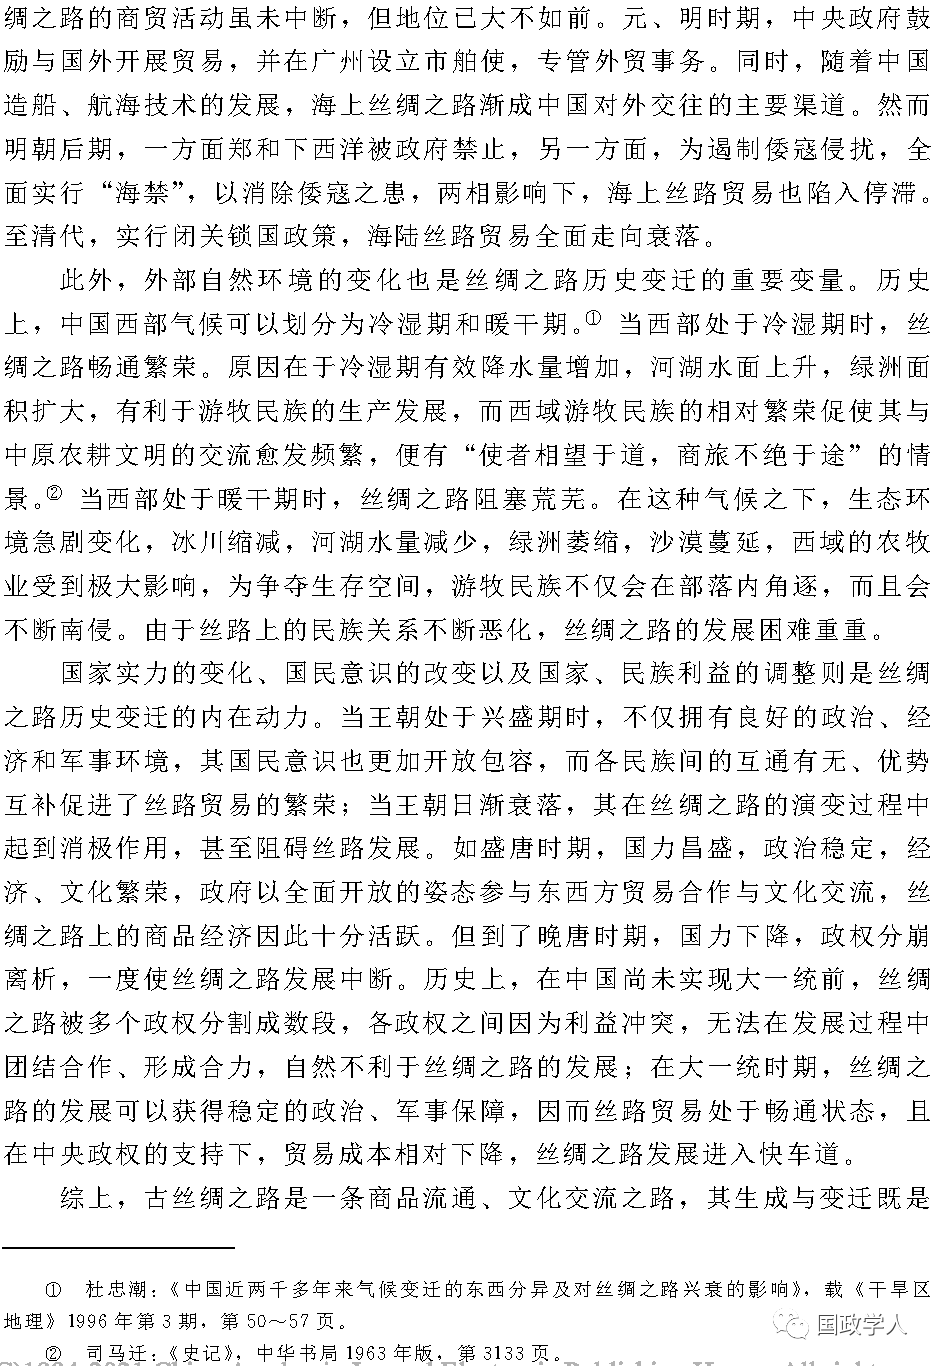 绸之路的商贸活动虽未中断，但地位已大不如前。元、明时期，中央政府鼓
励与国外开展贸易，并在广州设立市舶使，专管外贸事务。同时，随着中国
造船、航海技术的发展，海上丝绸之路渐成中国对外交往的主要渠道。然而
明朝后期，一方面郑和下西洋被政府禁止，另一方面，为遏制倭寇侵扰，全
面实行“海禁”，以消除倭寇之患，两相影响下，海上丝路贸易也陷入停滞。
至清代，实行闭关锁国政策，海陆丝路贸易全面走向衰落。
此外，外部自然环境的变化也是丝绸之路历史变迁的重要变量。历史
上，中国西部气候可以划分为冷湿期和暖干期。① 当西部处于冷湿期时，丝
绸之路畅通繁荣。原因在于冷湿期有效降水量增加，河湖水面上升，绿洲面
积扩大，有利于游牧民族的生产发展，而西域游牧民族的相对繁荣促使其与
中原农耕文明的交流愈发频繁，便有“使者相望于道，商旅不绝于途”的情
景。② 当西部处于暖干期时，丝绸之路阻塞荒芜。在这种气候之下，生态环
境急剧变化，冰川缩减，河湖水量减少，绿洲萎缩，沙漠蔓延，西域的农牧
业受到极大影响，为争夺生存空间，游牧民族不仅会在部落内角逐，而且会
不断南侵。由于丝路上的民族关系不断恶化，丝绸之路的发展困难重重。
国家实力的变化、国民意识的改变以及国家、民族利益的调整则是丝绸
之路历史变迁的内在动力。当王朝处于兴盛期时，不仅拥有良好的政治、经
济和军事环境，其国民意识也更加开放包容，而各民族间的互通有无、优势
互补促进了丝路贸易的繁荣；当王朝日渐衰落，其在丝绸之路的演变过程中
起到消极作用，甚至阻碍丝路发展。如盛唐时期，国力昌盛，政治稳定，经
济、文化繁荣，政府以全面开放的姿态参与东西方贸易合作与文化交流，丝
绸之路上的商品经济因此十分活跃。但到了晚唐时期，国力下降，政权分崩
离析，一度使丝绸之路发展中断。历史上，在中国尚未实现大一统前，丝绸
之路被多个政权分割成数段，各政权之间因为利益冲突，无法在发展过程中
团结合作、形成合力，自然不利于丝绸之路的发展；在大一统时期，丝绸之
路的发展可以获得稳定的政治、军事保障，因而丝路贸易处于畅通状态，且
在中央政权的支持下，贸易成本相对下降，丝绸之路发展进入快车道。
综上，古丝绸之路是一条商品流通、文化交流之路，其生成与变迁既是
① 杜忠潮：《中国近两千多年来气候变迁的东西分异及对丝绸之路兴衰的影响》，载《干旱区
地理》1996年第3期，第50～57页。
国政学人
② 司马迁：《史记》，中华书局1963年版，第3133页。